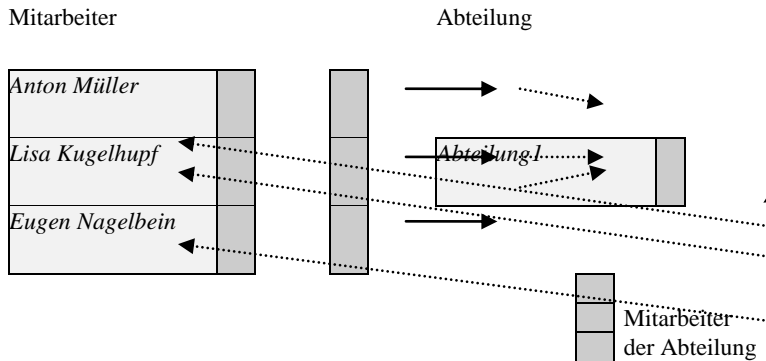 Mitarbeiter
Abteilung
Anton Müller
Lisa Kugelhupf
Abteilung1
Eugen Nagelbein
Mitarbeiter
der Abteilung